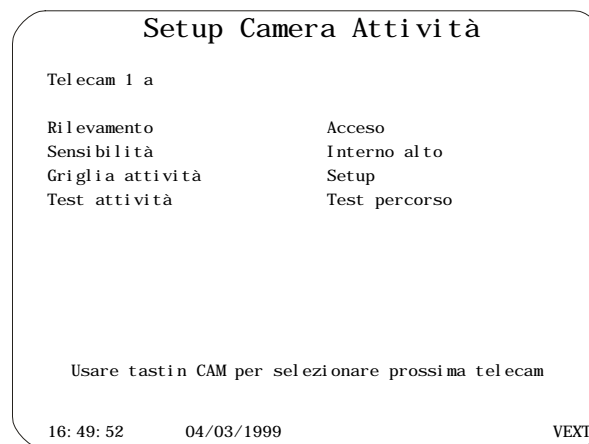 Setup Camera Attività
Telecam 1 a
Rilevamento Acceso
Sensibilità Interno alto
Griglia attività Setup
Test attività Test percorso
Usare tastin CAM per selezionare prossima telecam
16:49:52 04/03/1999 VEXT